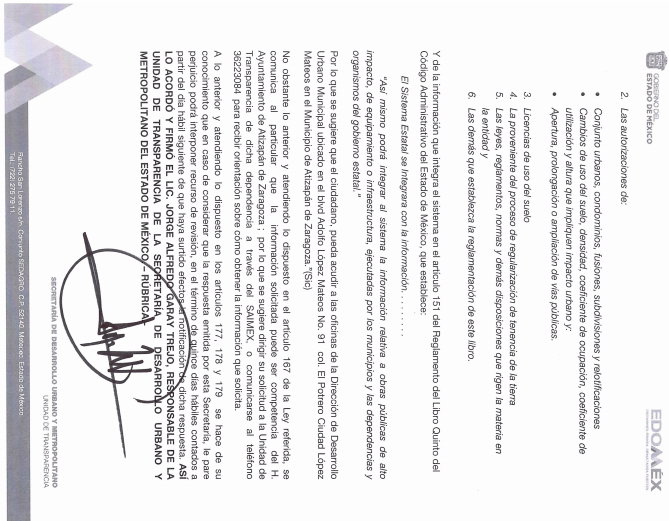 GOBIERNO DEL
ESTADO DE MÉXICO
EDOMÉX
2. Las autorizaciones de:
• Conjunto urbanos, condominios, fusiones, subdivisiones y relotificaciones
• Cambios de uso del suelo, densidad, coeficiente de ocupación, coeficiente de
utilización y altura que impliquen impacto urbano y;
• Apertura, prolongación o ampliación de vías públicas.
3. Licencias de uso del suelo
4. La proveniente del proceso de regularización de tenencia de la tierra
5. Las leyes, reglamentos, normas y demás disposiciones que rigen la materia en
la entidad y
6. Las demás que establezca la reglamentación de este libro.
Y de la información que integra el sistema en el artículo 151 del Reglamento del Libro Quinto del
Código Administrativo del Estado de México, que establece:
El Sistema Estatal se Integrara con la información. . . . . . . .
"Así mismo podrá integrar al sistema la información relativa a obras públicas de alto
impacto, de equipamiento o infraestructura, ejecutadas por los municipios y las dependencias y
organismos del gobierno estatal."
Por lo que se sugiere que el ciudadano, pueda acudir a las oficinas de la Dirección de Desarrollo
Urbano Municipal ubicado en el blvd Adolfo López Mateos No. 91 col. El Potrero Ciudad López
Mateos en el Municipio de Atizapán de Zaragoza."(Sic)
No obstante lo anterior y atendiendo lo dispuesto en el artículo 167 de la Ley referida, se
comunica al particular que la información solicitada puede ser competencia del H.
Ayuntamiento de Atizapán de Zaragoza ; por lo que se sugiere dirigir su solicitud a la Unidad de
Transparencia de dicha dependencia a través del SAIMEX, o comunicarse al teléfono
36223084 para recibir orientación sobre cómo obtener la información que solicita.
A lo anterior y atendiendo lo dispuesto en los artículos 177, 178 y 179 se hace de su
conocimiento que en caso de considerar que la respuesta emitida por esta Secretaría, le pare
perjuicio podrá interponer recurso de revisión, en el término de quince días hábiles contados a
partir del día hábil siguiente de que haya surtido efectos la notificación de dicha respuesta. ASÍ
LO ACORDÓ Y FIRMÓ EL LIC. JORGE ALFREDO GARAY TREJO, RESPONSABLE DE LA
UNIDAD DE TRANSPARENCIA DE LA SECRETARÍA DE DESARROLLO URBANO Y
METROPOLITANO DEL ESTADO DE MÉXICO – RÚBRICA
SECRETARÍA DE DESARROLLO URBANO Y METROPOLITANO
UNIDAD DE TRANSPARENCIA
Rancho San Lorenzo s/n, Conjunto SEDAGRO, C.P. 52140, Metepec, Estado de México.